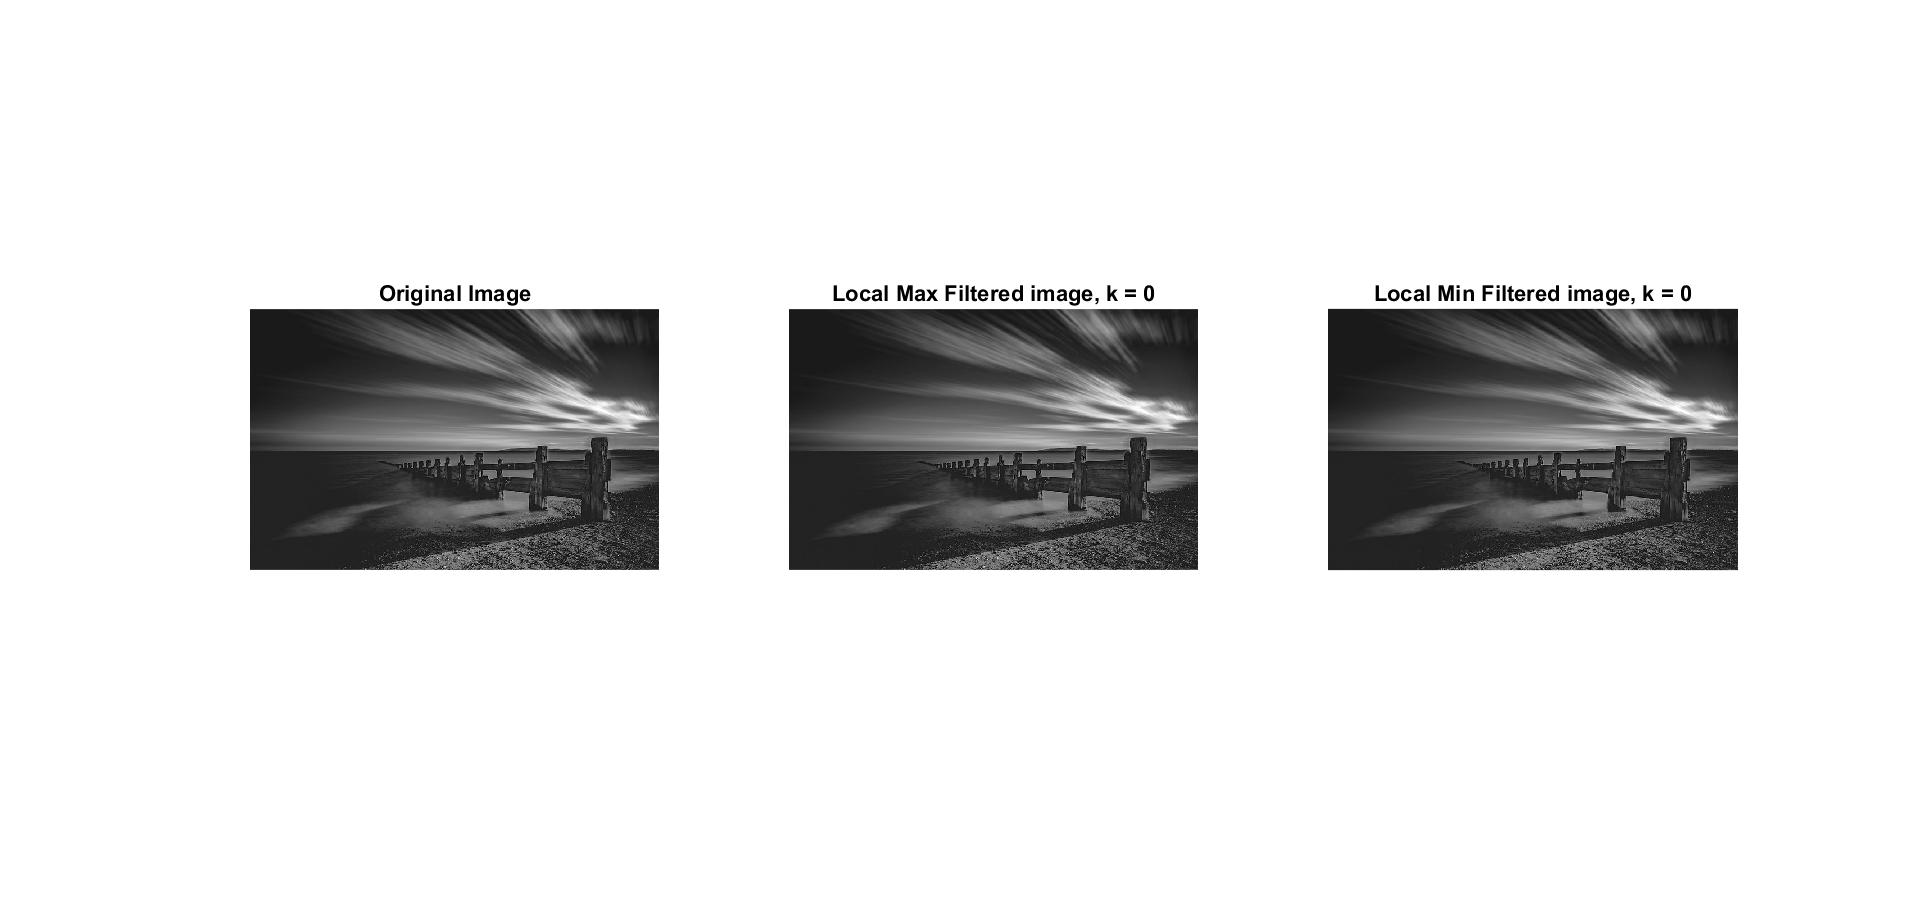 Original Image
Local Max Filtered image, k = 0
Local Min Filtered image, k = 0